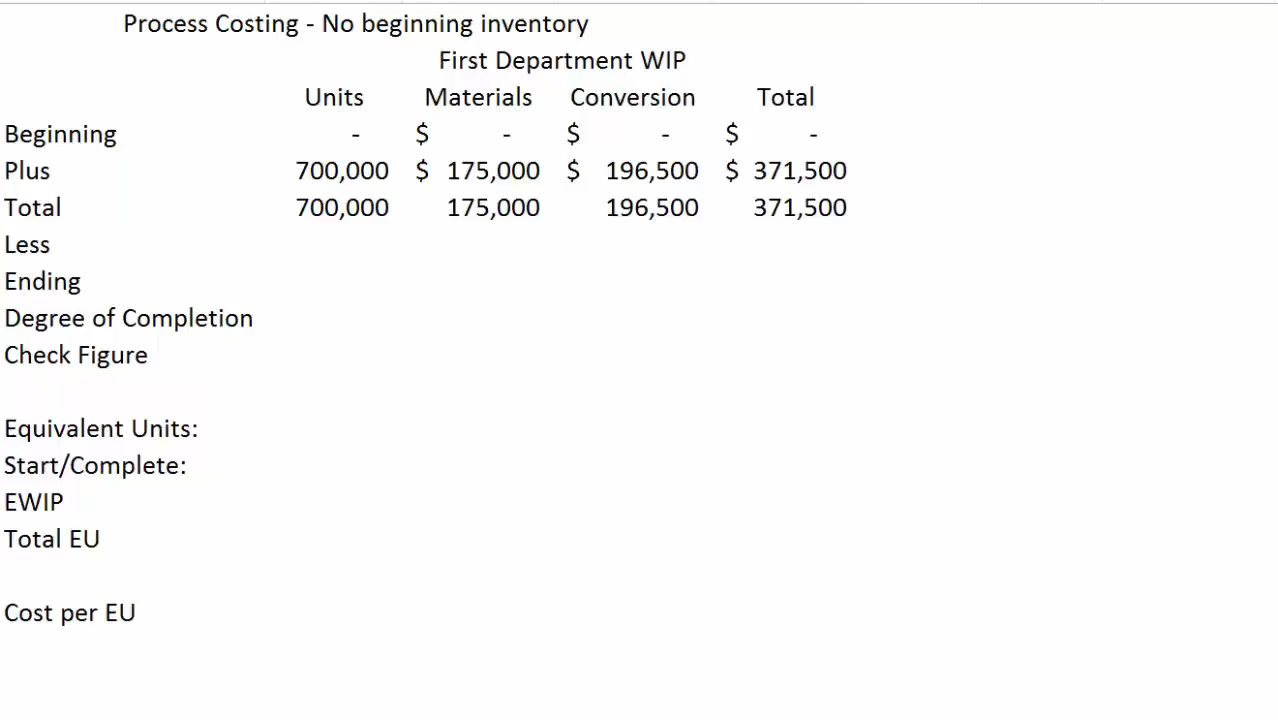 Process Costing - No beginning inventory
First Department WIP
Units Materials Conversion Total
Beginning - $ - $ - $ -
Plus 700,000 $ 175,000 $ 196,500 $ 371,500
Total 700,000 175,000 196,500 371,500
Less
Ending
Degree of Completion
Check Figure
Equivalent Units:
Start/Complete:
EWIP
Total EU
Cost per EU